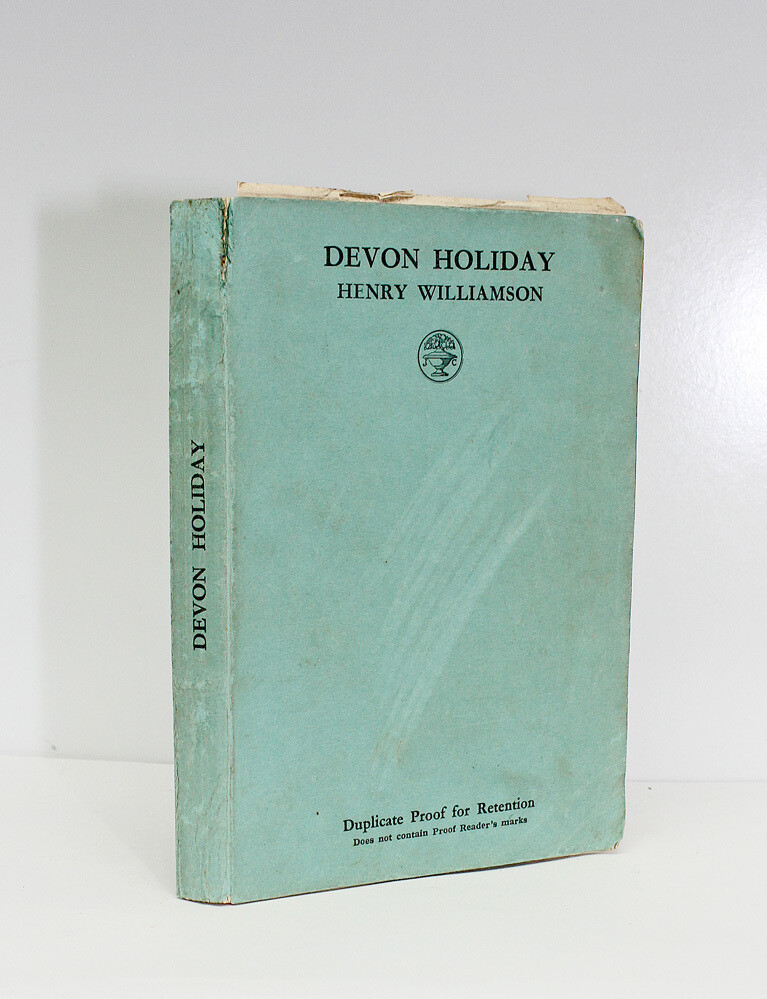 DEVON HOLIDAY
HENRY WILLIAMSON
J C
DEVON HOLIDAY
Duplicate Proof for Retention
Does not contain Proof Reader's marks